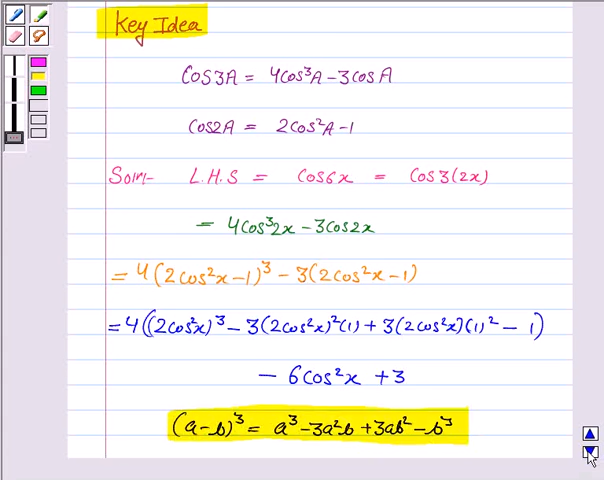 Key Idea
Cos3A = 4cos³A - 3cosA
Cos2A = 2cos²A - 1
Soln- L.H.S = Cos6x = Cos3(2x)
= 4cos³2x - 3cos2x
= 4(2cos²x - 1)³ - 3(2cos²x - 1)
= 4((2cos²x)³ - 3(2cos²x)²(1) + 3(2cos²x)(1)² - 1)
- 6cos²x + 3
(a - b)³ = a³ - 3a²b + 3ab² - b³